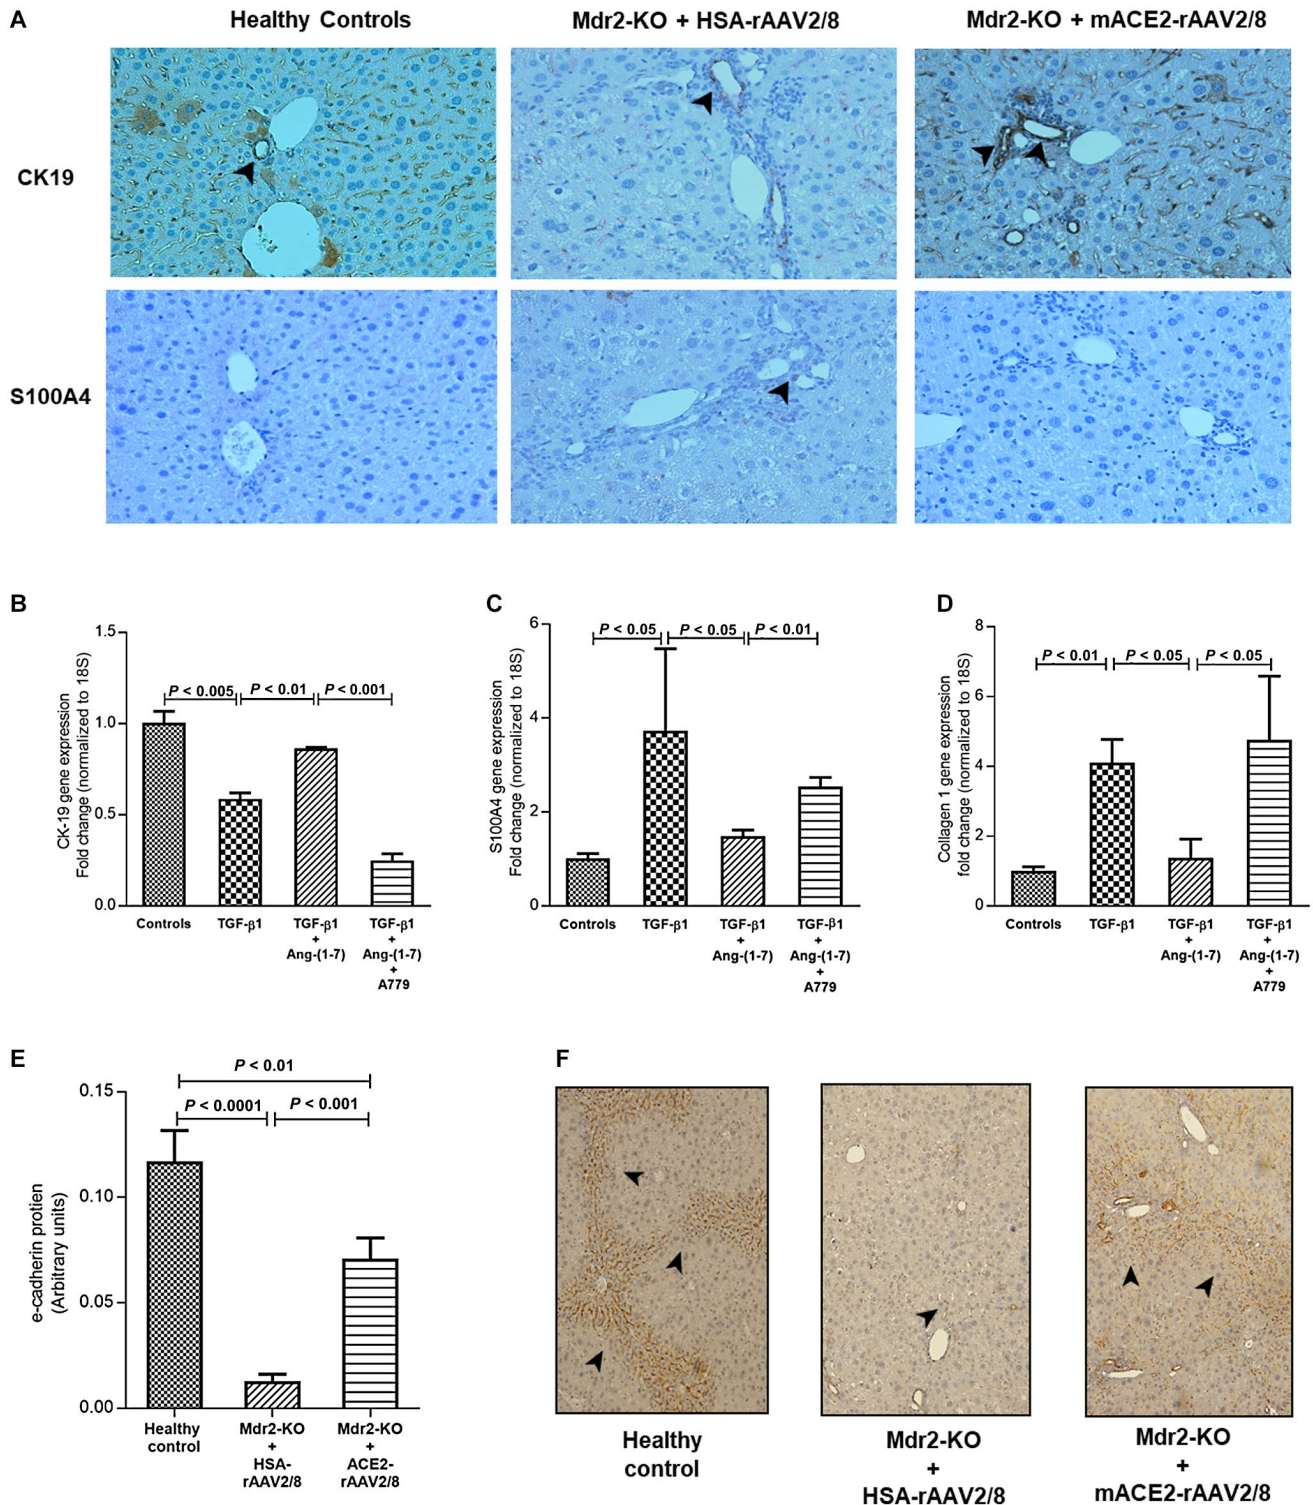 A
Healthy Controls
Mdr2-KO + HSA-rAAV2/8
Mdr2-KO + mACE2-rAAV2/8
CK19
S100A4
B
CK-19 gene expression
Fold change (normalized to 18S)
1.5
1.0
0.5
0.0
P < 0.005
P < 0.01
P < 0.001
Controls
TGF-β1
TGF-β1
+
Ang-(1-7)
TGF-β1
+
Ang-(1-7)
+
A779
C
S100A4 gene expression
Fold change (normalized to 18S)
6
4
2
0
P < 0.05
P < 0.05
P < 0.01
Controls
TGF-β1
TGF-β1
+
Ang-(1-7)
TGF-β1
+
Ang-(1-7)
+
A779
D
Collagen 1 gene expression
fold change (normalized to 18S)
8
6
4
2
0
P < 0.01
P < 0.05
P < 0.05
Controls
TGF-β1
TGF-β1
+
Ang-(1-7)
TGF-β1
+
Ang-(1-7)
+
A779
E
e-cadherin protien
(Arbitrary units)
0.15
0.10
0.05
0.00
P < 0.01
P < 0.0001
P < 0.001
Healthy
control
Mdr2-KO
+
HSA-
rAAV2/8
Mdr2-KO
+
ACE2-
rAAV2/8
F
Healthy
control
Mdr2-KO
+
HSA-rAAV2/8
Mdr2-KO
+
mACE2-rAAV2/8